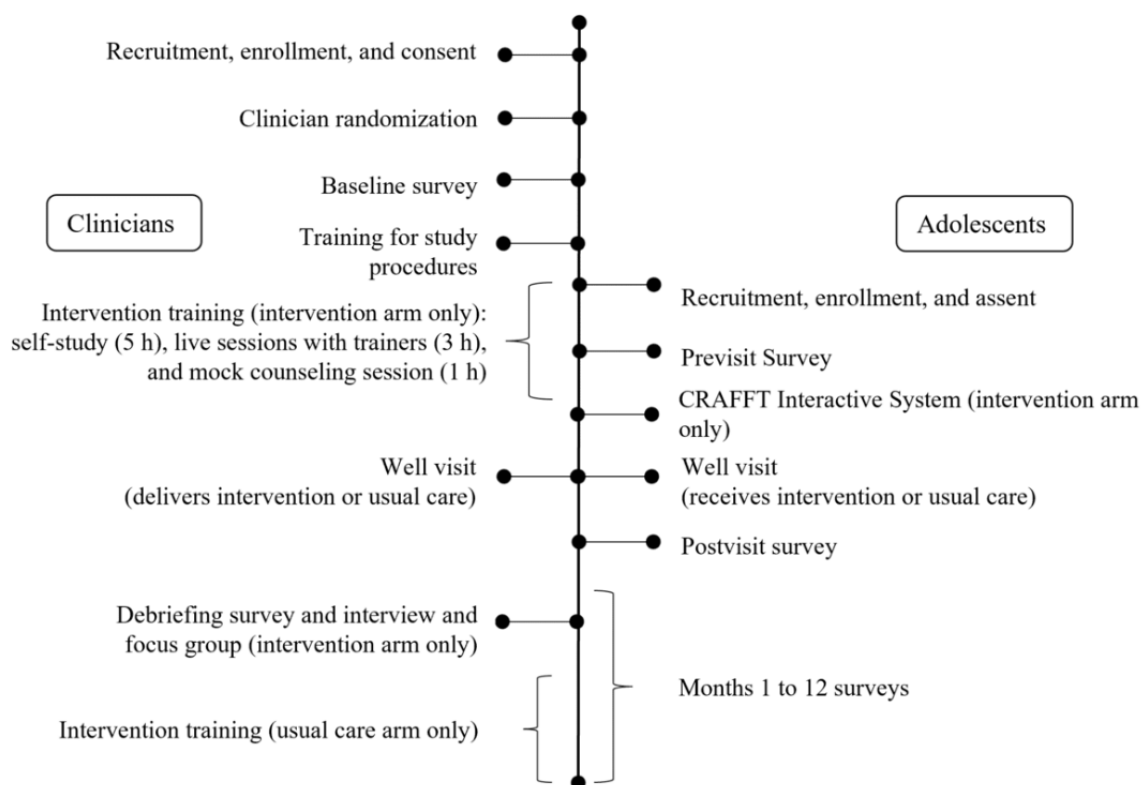 Recruitment, enrollment, and consent
Clinician randomization
Baseline survey
Clinicians
Adolescents
Training for study
procedures
Recruitment, enrollment, and assent
Intervention training (intervention arm only):
self-study (5 h), live sessions with trainers (3 h),
and mock counseling session (1 h)
Previsit Survey
CRAFFT Interactive System (intervention arm
only)
Well visit
(delivers intervention or usual care)
Well visit
(receives intervention or usual care)
Postvisit survey
Debriefing survey and interview and
focus group (intervention arm only)
Months 1 to 12 surveys
Intervention training (usual care arm only)